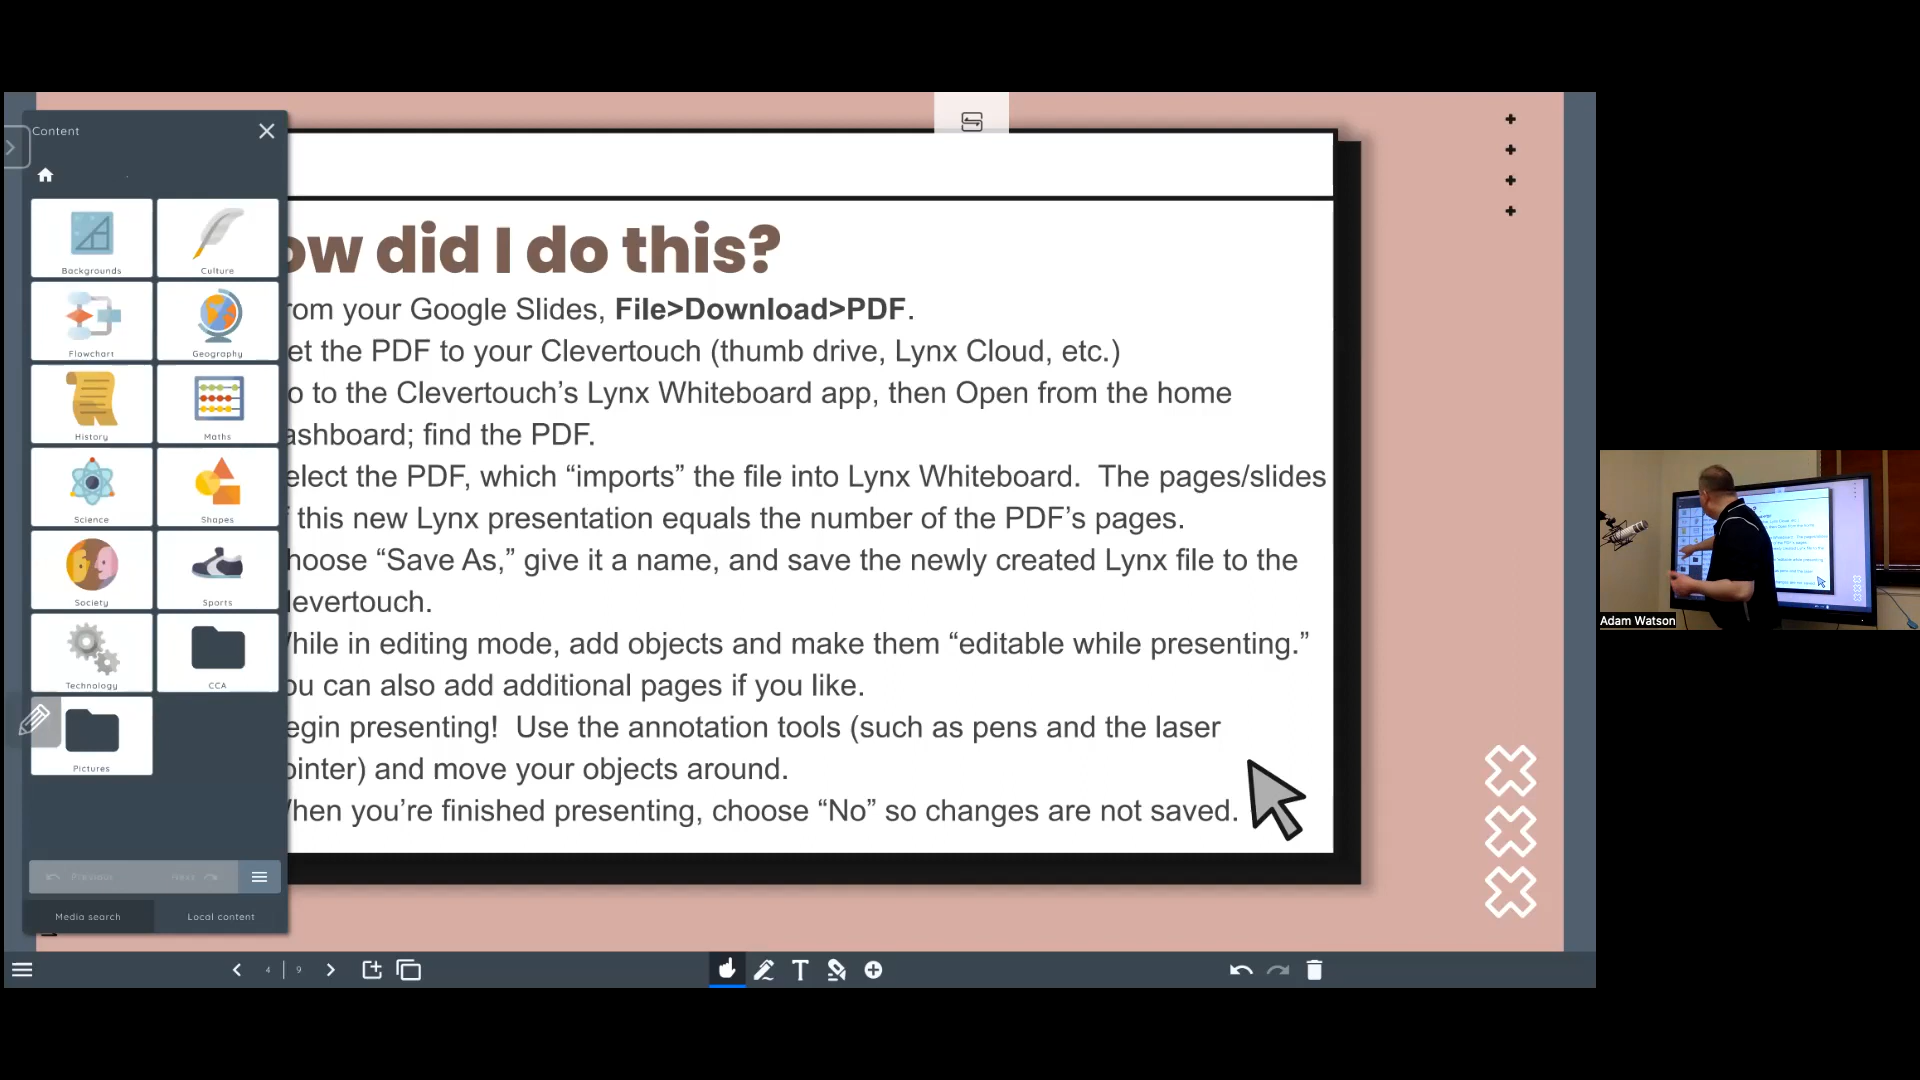 Content
Backgrounds
Culture
Flowchart
Geography
History
Maths
Science
Shapes
Society
Sports
Technology
CCA
Pictures
Previous
Next
Media search
Local content
ow did I do this?
rom your Google Slides, File>Download>PDF.
et the PDF to your Clevertouch (thumb drive, Lynx Cloud, etc.)
o to the Clevertouch’s Lynx Whiteboard app, then Open from the home
ashboard; find the PDF.
elect the PDF, which “imports” the file into Lynx Whiteboard.  The pages/slides
f this new Lynx presentation equals the number of the PDF’s pages.
hoose “Save As,” give it a name, and save the newly created Lynx file to the
levertouch.
hile in editing mode, add objects and make them “editable while presenting.”
ou can also add additional pages if you like.
egin presenting!  Use the annotation tools (such as pens and the laser
ointer) and move your objects around.
hen you’re finished presenting, choose “No” so changes are not saved.
4 | 9
T
Adam Watson